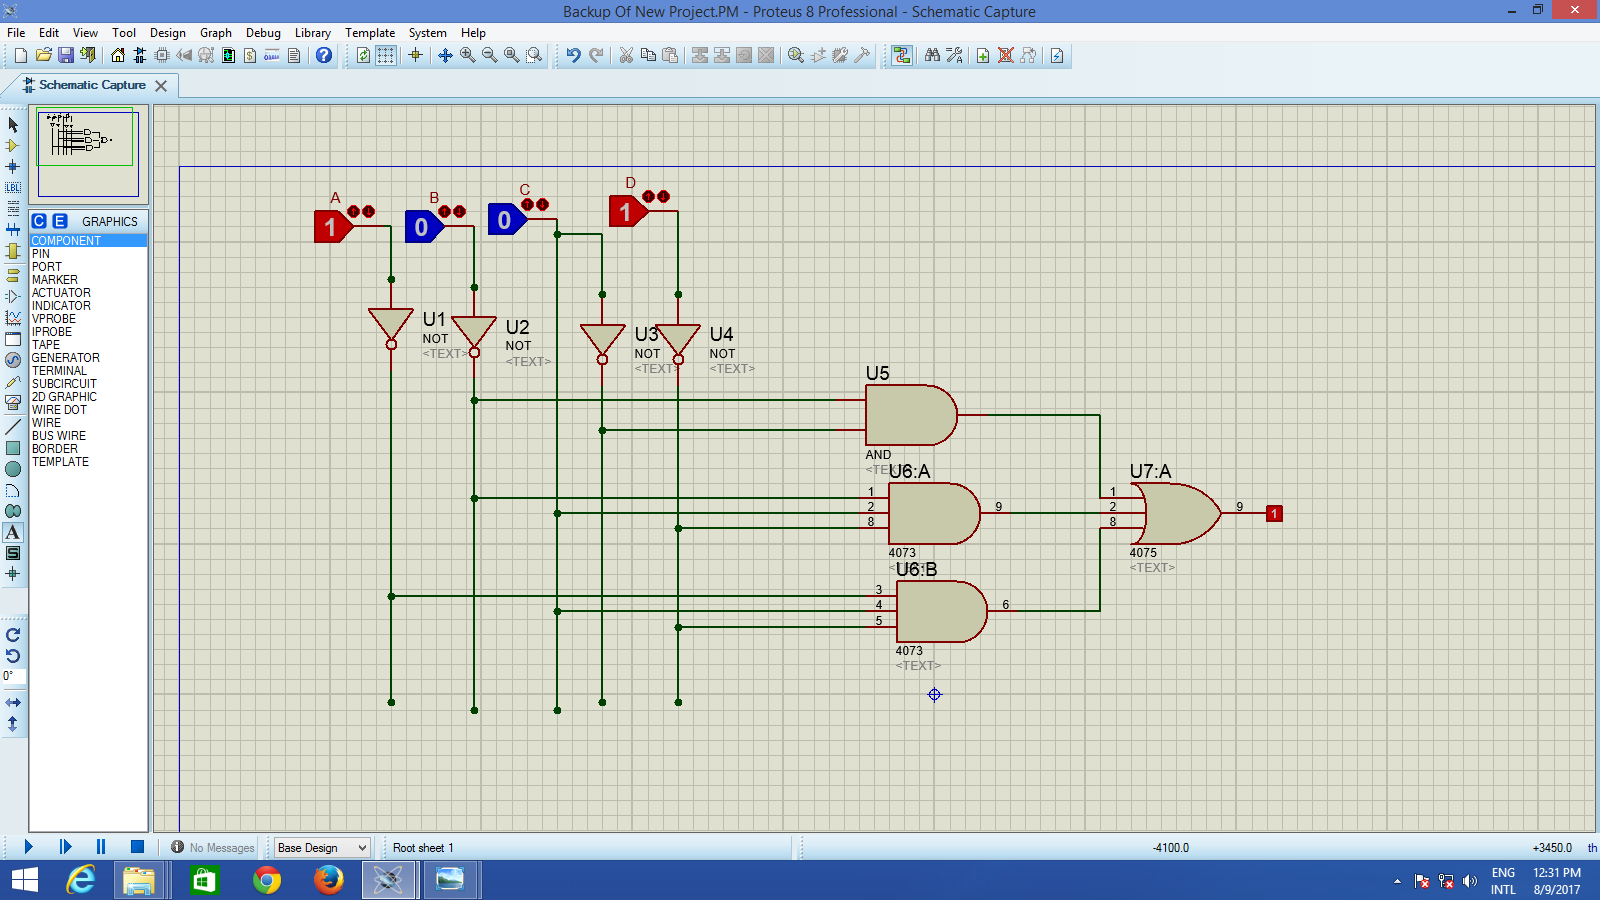 Backup Of New Project.PM - Proteus 8 Professional - Schematic Capture
File Edit View Tool Design Graph Debug Library Template System Help
Schematic Capture
C E GRAPHICS
COMPONENT
PIN
PORT
MARKER
ACTUATOR
INDICATOR
VPROBE
IPROBE
TAPE
GENERATOR
TERMINAL
SUBCIRCUIT
2D GRAPHIC
WIRE DOT
WIRE
BUS WIRE
BORDER
TEMPLATE
LBL
A
S
0°
A B C D
1 0 0 1
U1
NOT
<TEXT>
U2
NOT
<TEXT>
U3
NOT
<TEXT>
U4
NOT
<TEXT>
U5
AND
<TEXT>
U6:A
1
2
8
9
4073
<TEXT>
U6:B
3
4
5
6
4073
<TEXT>
U7:A
1
2
8
9
1
4075
<TEXT>
No Messages Base Design Root sheet 1 -4100.0 +3450.0 th
ENG 12:31 PM
INTL 8/9/2017